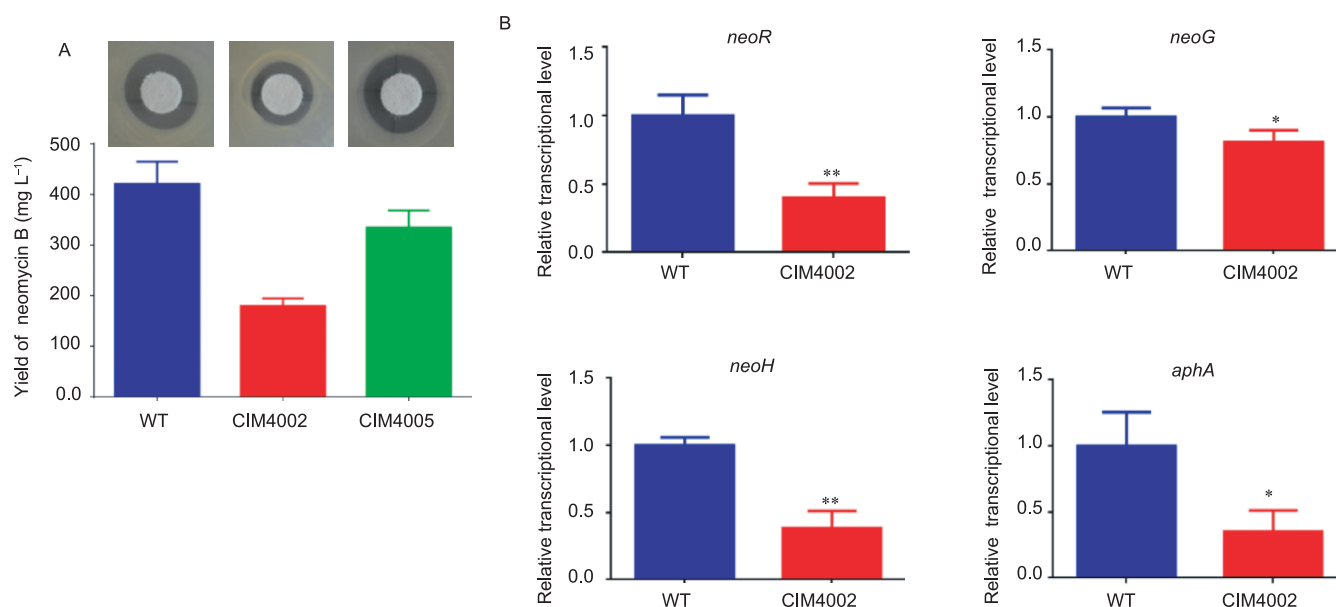 A
Yield of neomycin B (mg L⁻¹)
500
400
300
200
100
0.0
WT CIM4002 CIM4005
B
neoR
Relative transcriptional level
1.5
1.0
0.5
0.0
**
WT CIM4002
neoG
Relative transcriptional level
1.5
1.0
0.5
0.0
*
WT CIM4002
neoH
Relative transcriptional level
1.5
1.0
0.5
0.0
**
WT CIM4002
aphA
Relative transcriptional level
1.5
1.0
0.5
0.0
*
WT CIM4002